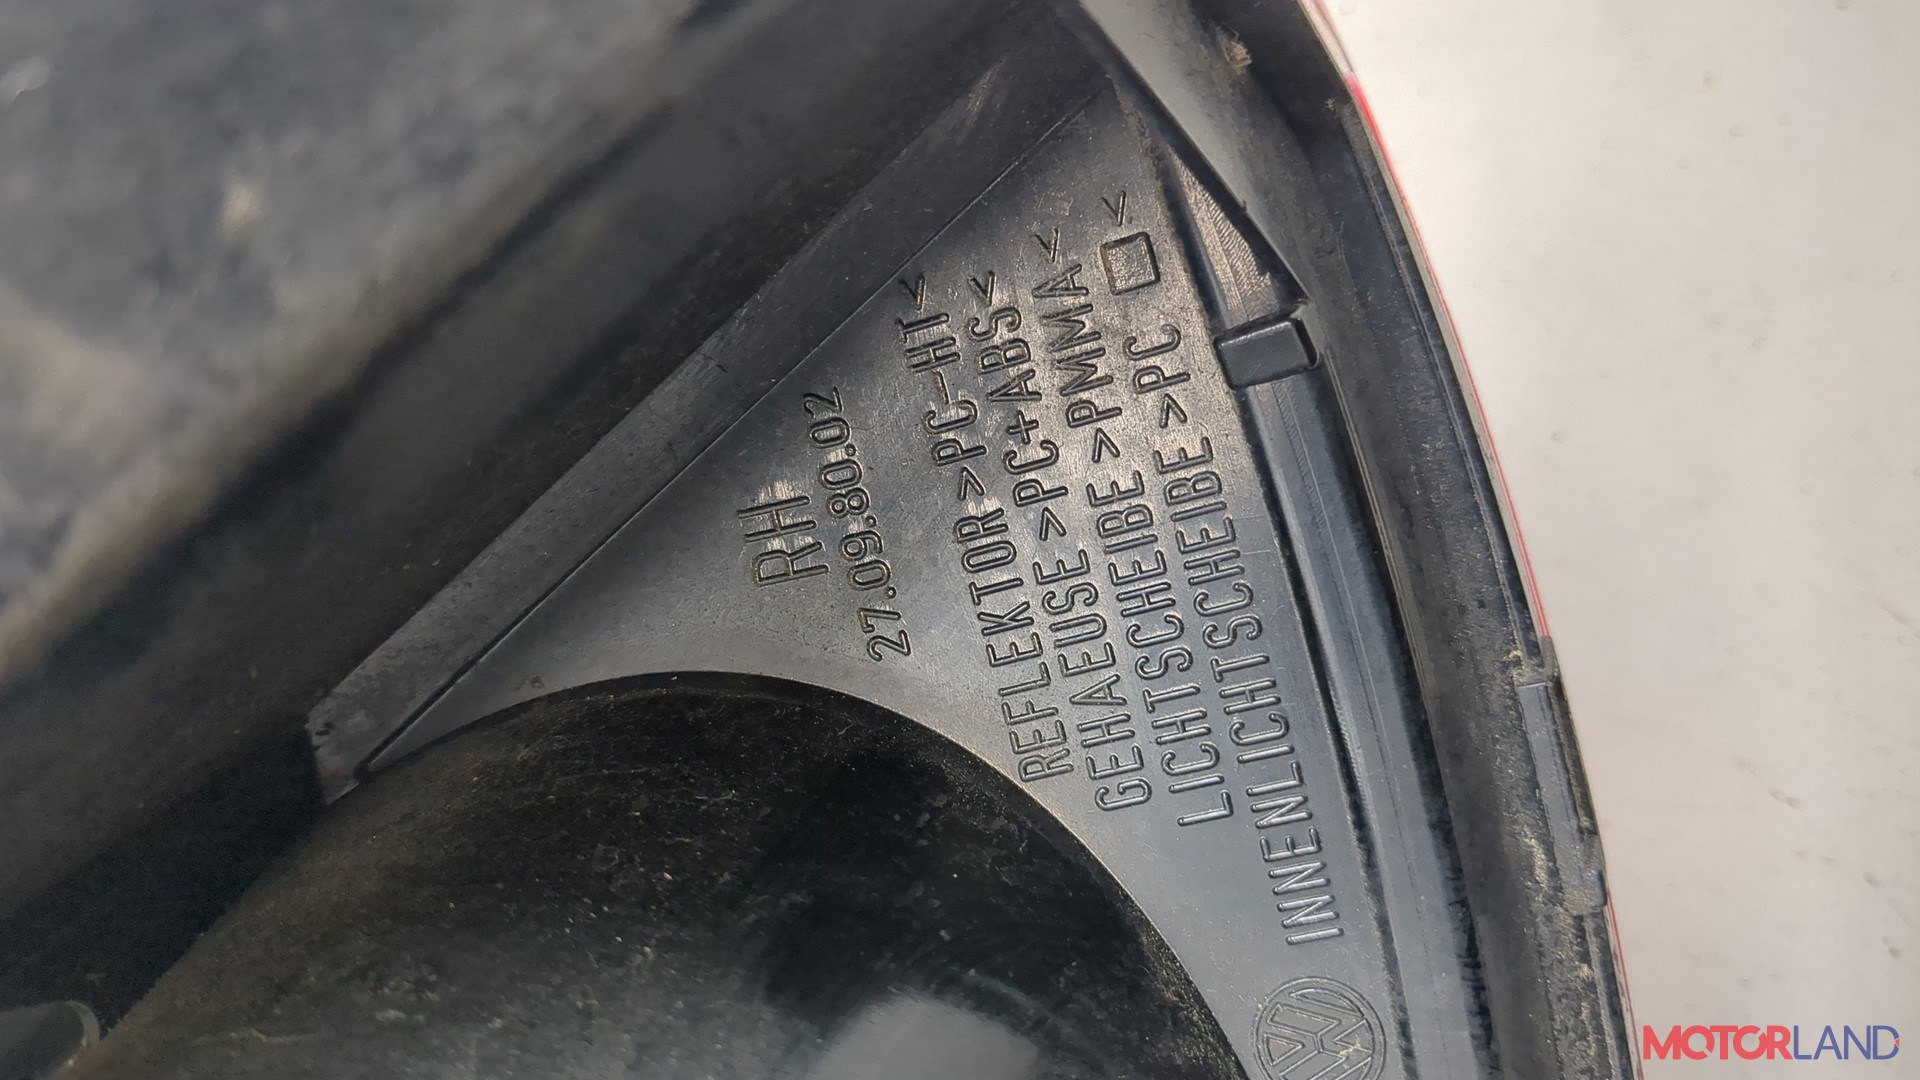 RH
27.09.80.02
REFLEKTOR >PC-HT<
GEHAEUSE >PC+ABS<
LICHTSCHEIBE >PMMA<
INNENLICHTSCHEIBE >PC <
MOTORLAND